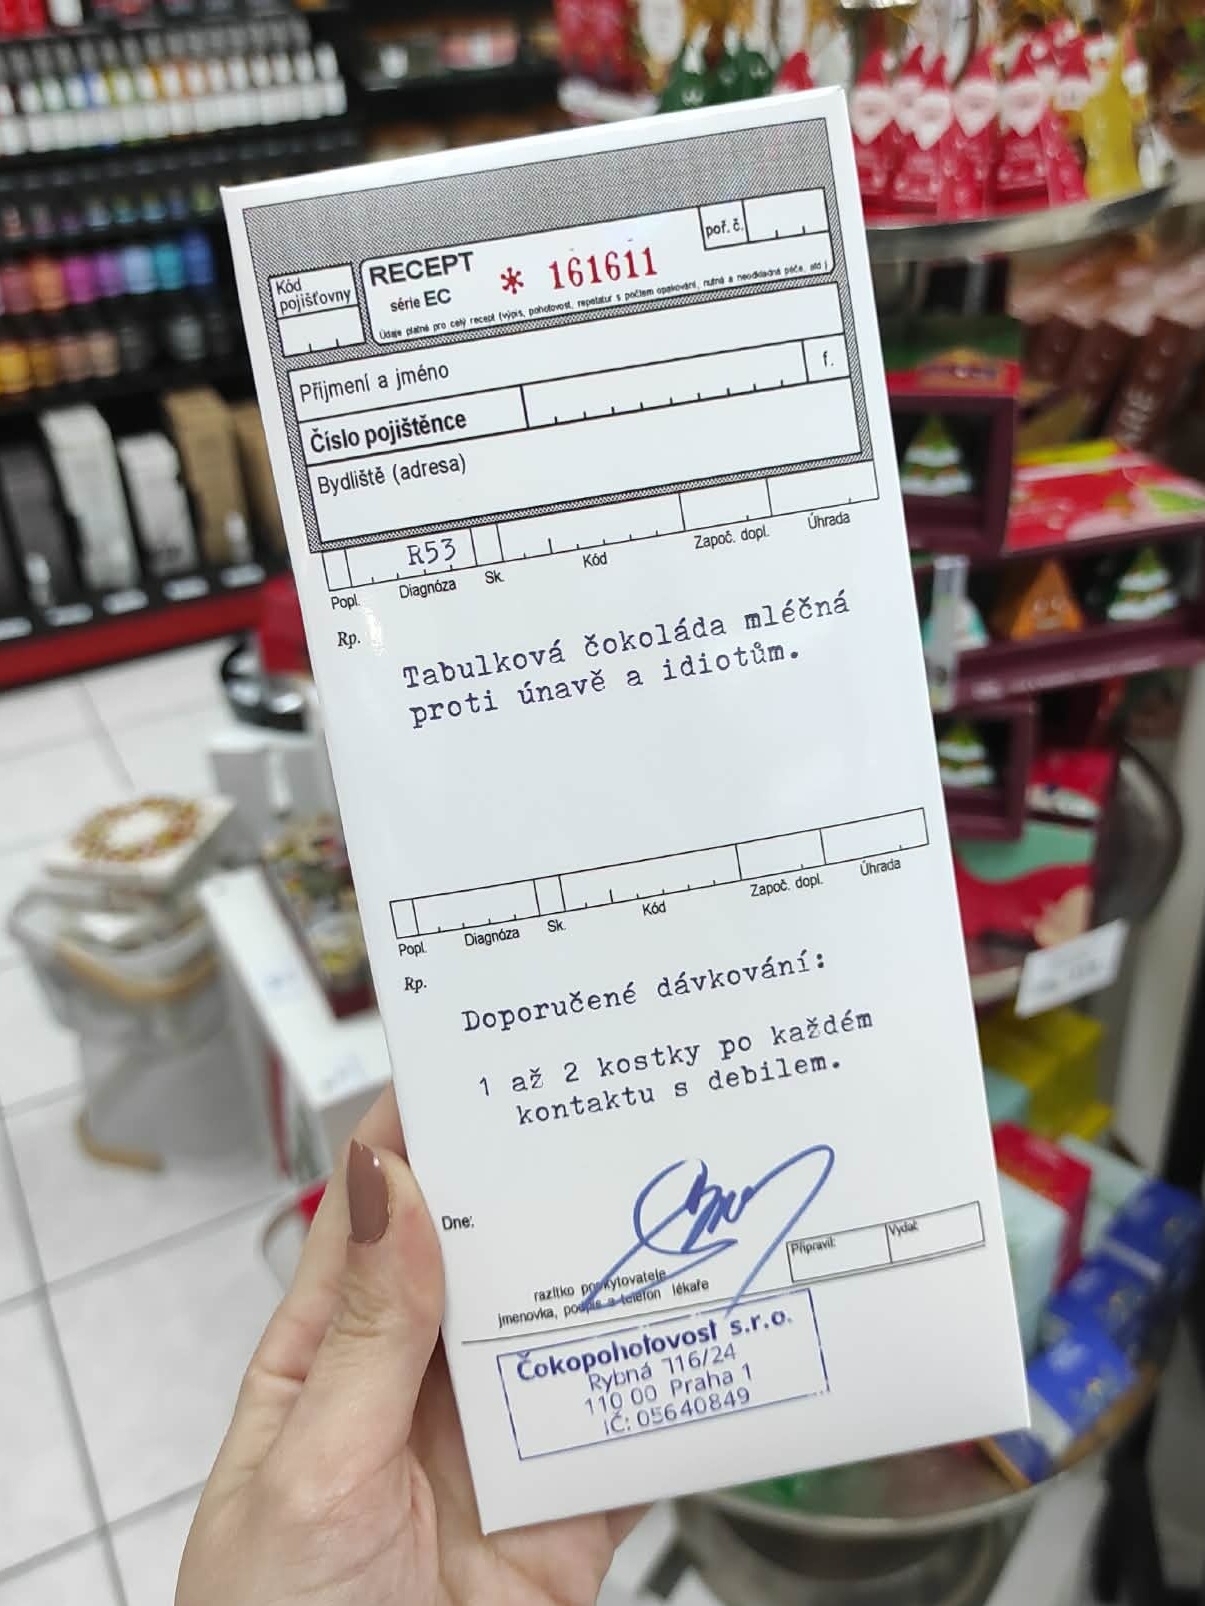 Kód
pojišťovny
RECEPT
série EC
* 161611
poř. č.
Údaje platné pro celý recept (výpis, pohotovost, repetatur s počtem opakování, nutná a neodkladná péče, atd.)
Příjmení a jméno
f.
Číslo pojištěnce
Bydliště (adresa)
R53
Popl.
Diagnóza
Sk.
Kód
Započ. dopl.
Úhrada
Rp.
Tabulková čokoláda mléčná
proti únavě a idiotům.
Popl.
Diagnóza
Sk.
Kód
Započ. dopl.
Úhrada
Rp.
Doporučené dávkování:
1 až 2 kostky po každém
kontaktu s debilem.
Dne:
razítko poskytovatele
jmenovka, podpis a telefon lékaře
Připravil:
Vydal:
Čokopohotovost s.r.o.
Rybná 716/24
110 00 Praha 1
IČ: 05640849